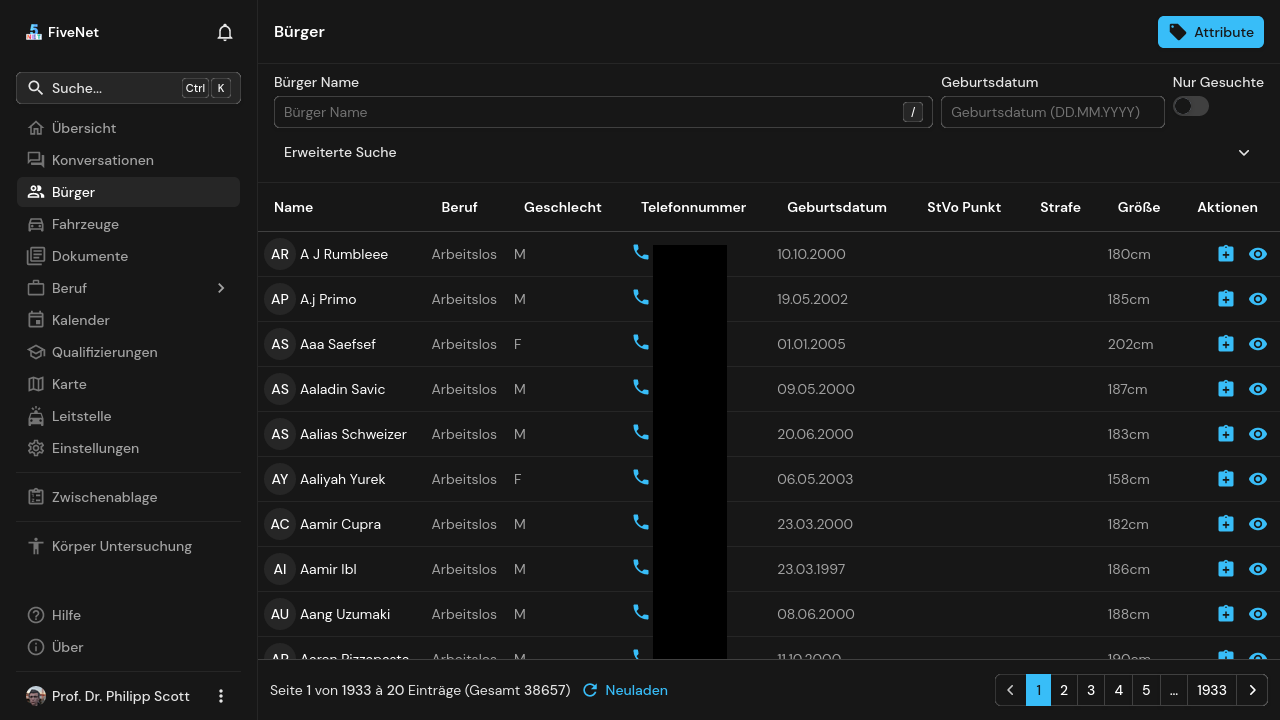 FiveNet
Bürger
Attribute
Suche...
Ctrl K
Übersicht
Konversationen
Bürger
Fahrzeuge
Dokumente
Beruf
Kalender
Qualifizierungen
Karte
Leitstelle
Einstellungen
Zwischenablage
Körper Untersuchung
Hilfe
Über
Prof. Dr. Philipp Scott
Bürger Name
Geburtsdatum
Nur Gesuchte
Bürger Name /
Geburtsdatum (DD.MM.YYYY)
Erweiterte Suche
Name Beruf Geschlecht Telefonnummer Geburtsdatum StVo Punkt Strafe Größe Aktionen
AR A J Rumbleee Arbeitslos M 10.10.2000 180cm
AP A.j Primo Arbeitslos M 19.05.2002 185cm
AS Aaa Saefsef Arbeitslos F 01.01.2005 202cm
AS Aaladin Savic Arbeitslos M 09.05.2000 187cm
AS Aalias Schweizer Arbeitslos M 20.06.2000 183cm
AY Aaliyah Yurek Arbeitslos F 06.05.2003 158cm
AC Aamir Cupra Arbeitslos M 23.03.2000 182cm
AI Aamir Ibl Arbeitslos M 23.03.1997 186cm
AU Aang Uzumaki Arbeitslos M 08.06.2000 188cm
Arbeitslos M 11.10.2000 190cm
Seite 1 von 1933 à 20 Einträge (Gesamt 38657) Neuladen
1 2 3 4 5 ... 1933